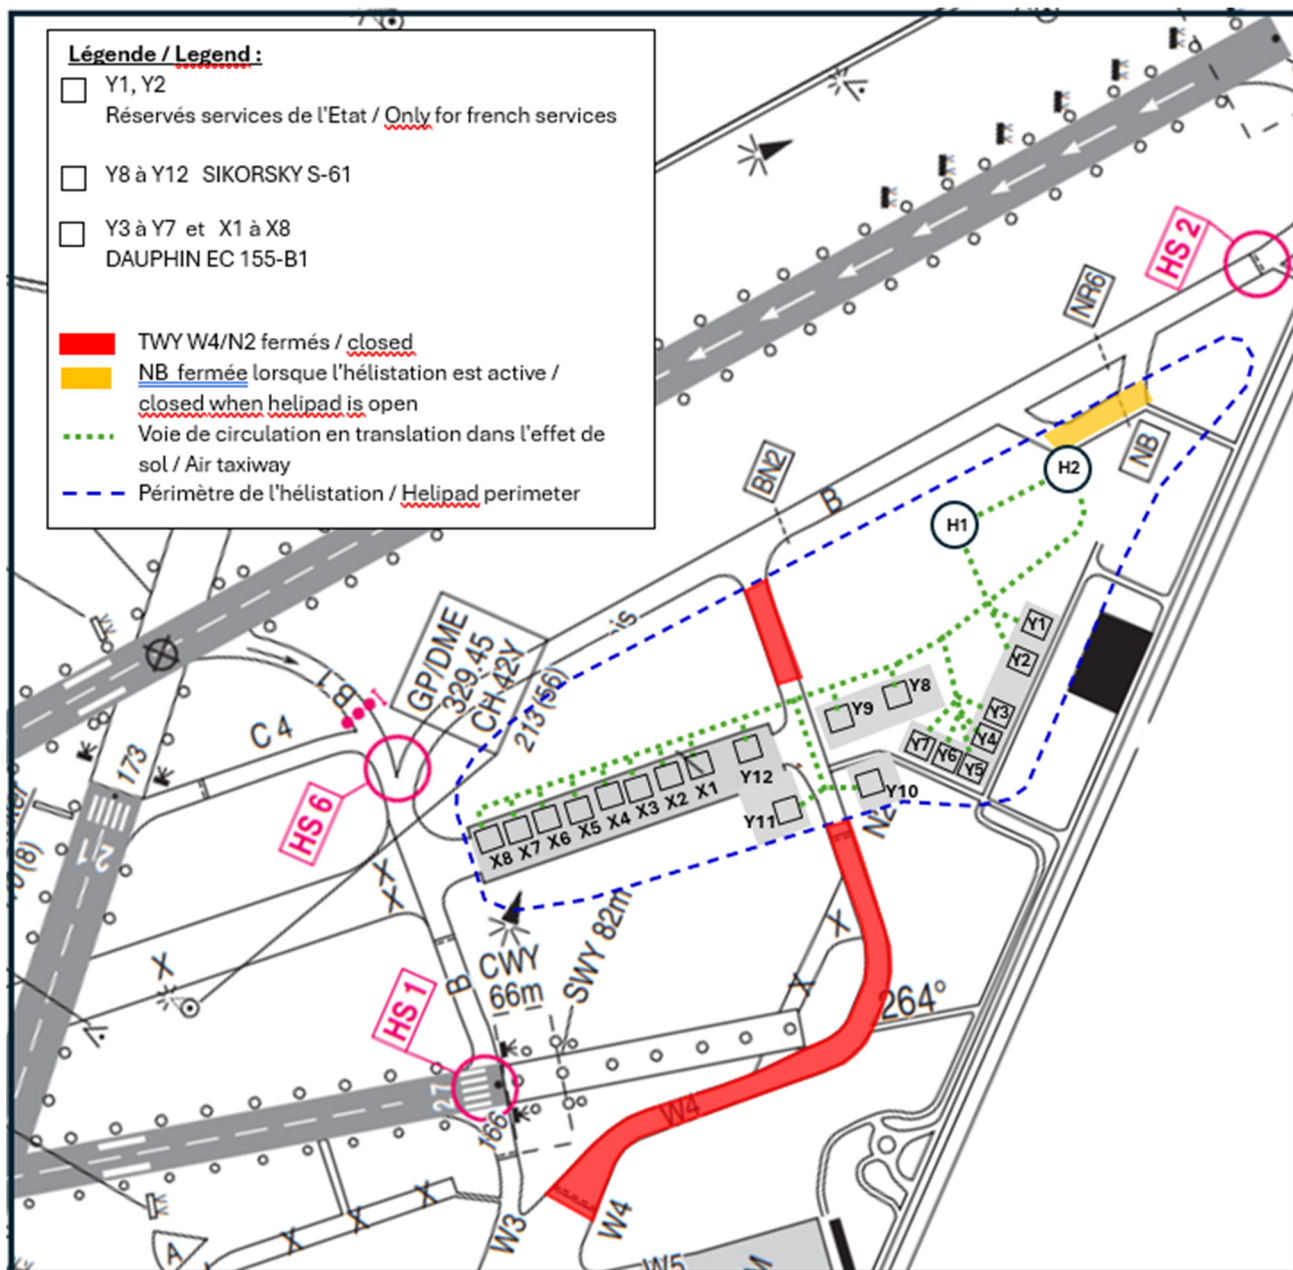 Légende / Legend :
Y1, Y2
Réservés services de l'Etat / Only for french services
Y8 à Y12 SIKORSKY S-61
Y3 à Y7 et X1 à X8
DAUPHIN EC 155-B1
TWY W4/N2 fermés / closed
NB fermée lorsque l'hélistation est active /
closed when helipad is open
Voie de circulation en translation dans l'effet de
sol / Air taxiway
Périmètre de l'hélistation / Helipad perimeter
HS 2
NR6
NB
BN2
B
H2
H1
is
GP/DME
329.45
CH 42Y
213 (56)
B1
C 4
173
HS 6
21
Y1
Y2
Y3
Y4
Y5
Y6
Y7
Y8
Y9
Y10
Y11
Y12
N2
X1
X2
X3
X4
X5
X6
X7
X8
X
X
X
X
X
B
CWY
66m
SWY 82m
HS 1
264°
27
166
W4
W4
W3
W5
X
X
X
A
M